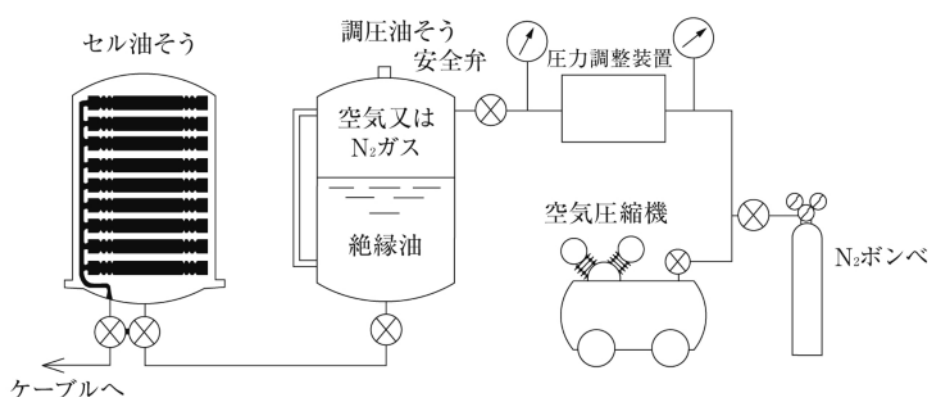 セル油そう
調圧油そう
安全弁
圧力調整装置
空気又は
N₂ガス
絶縁油
空気圧縮機
N₂ボンベ
ケーブルへ